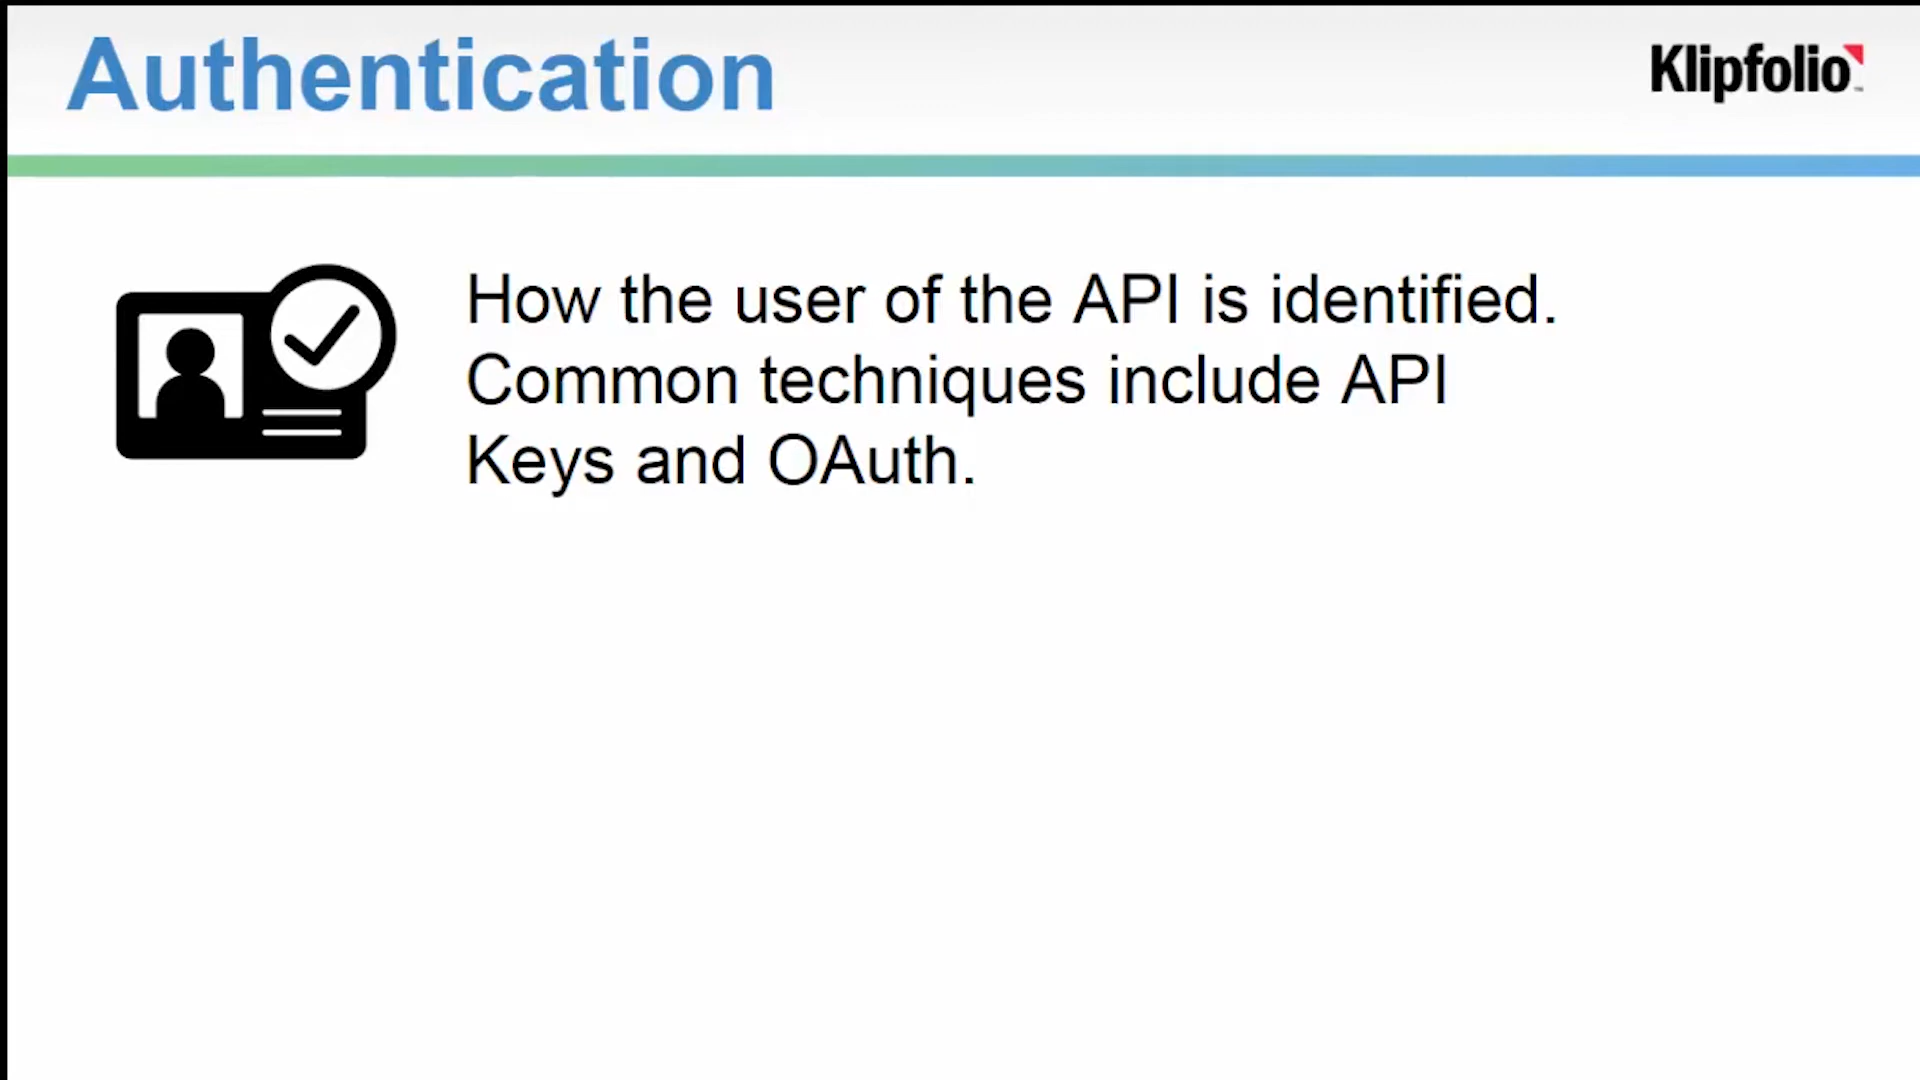 Authentication
Klipfolio
How the user of the API is identified.
Common techniques include API
Keys and OAuth.